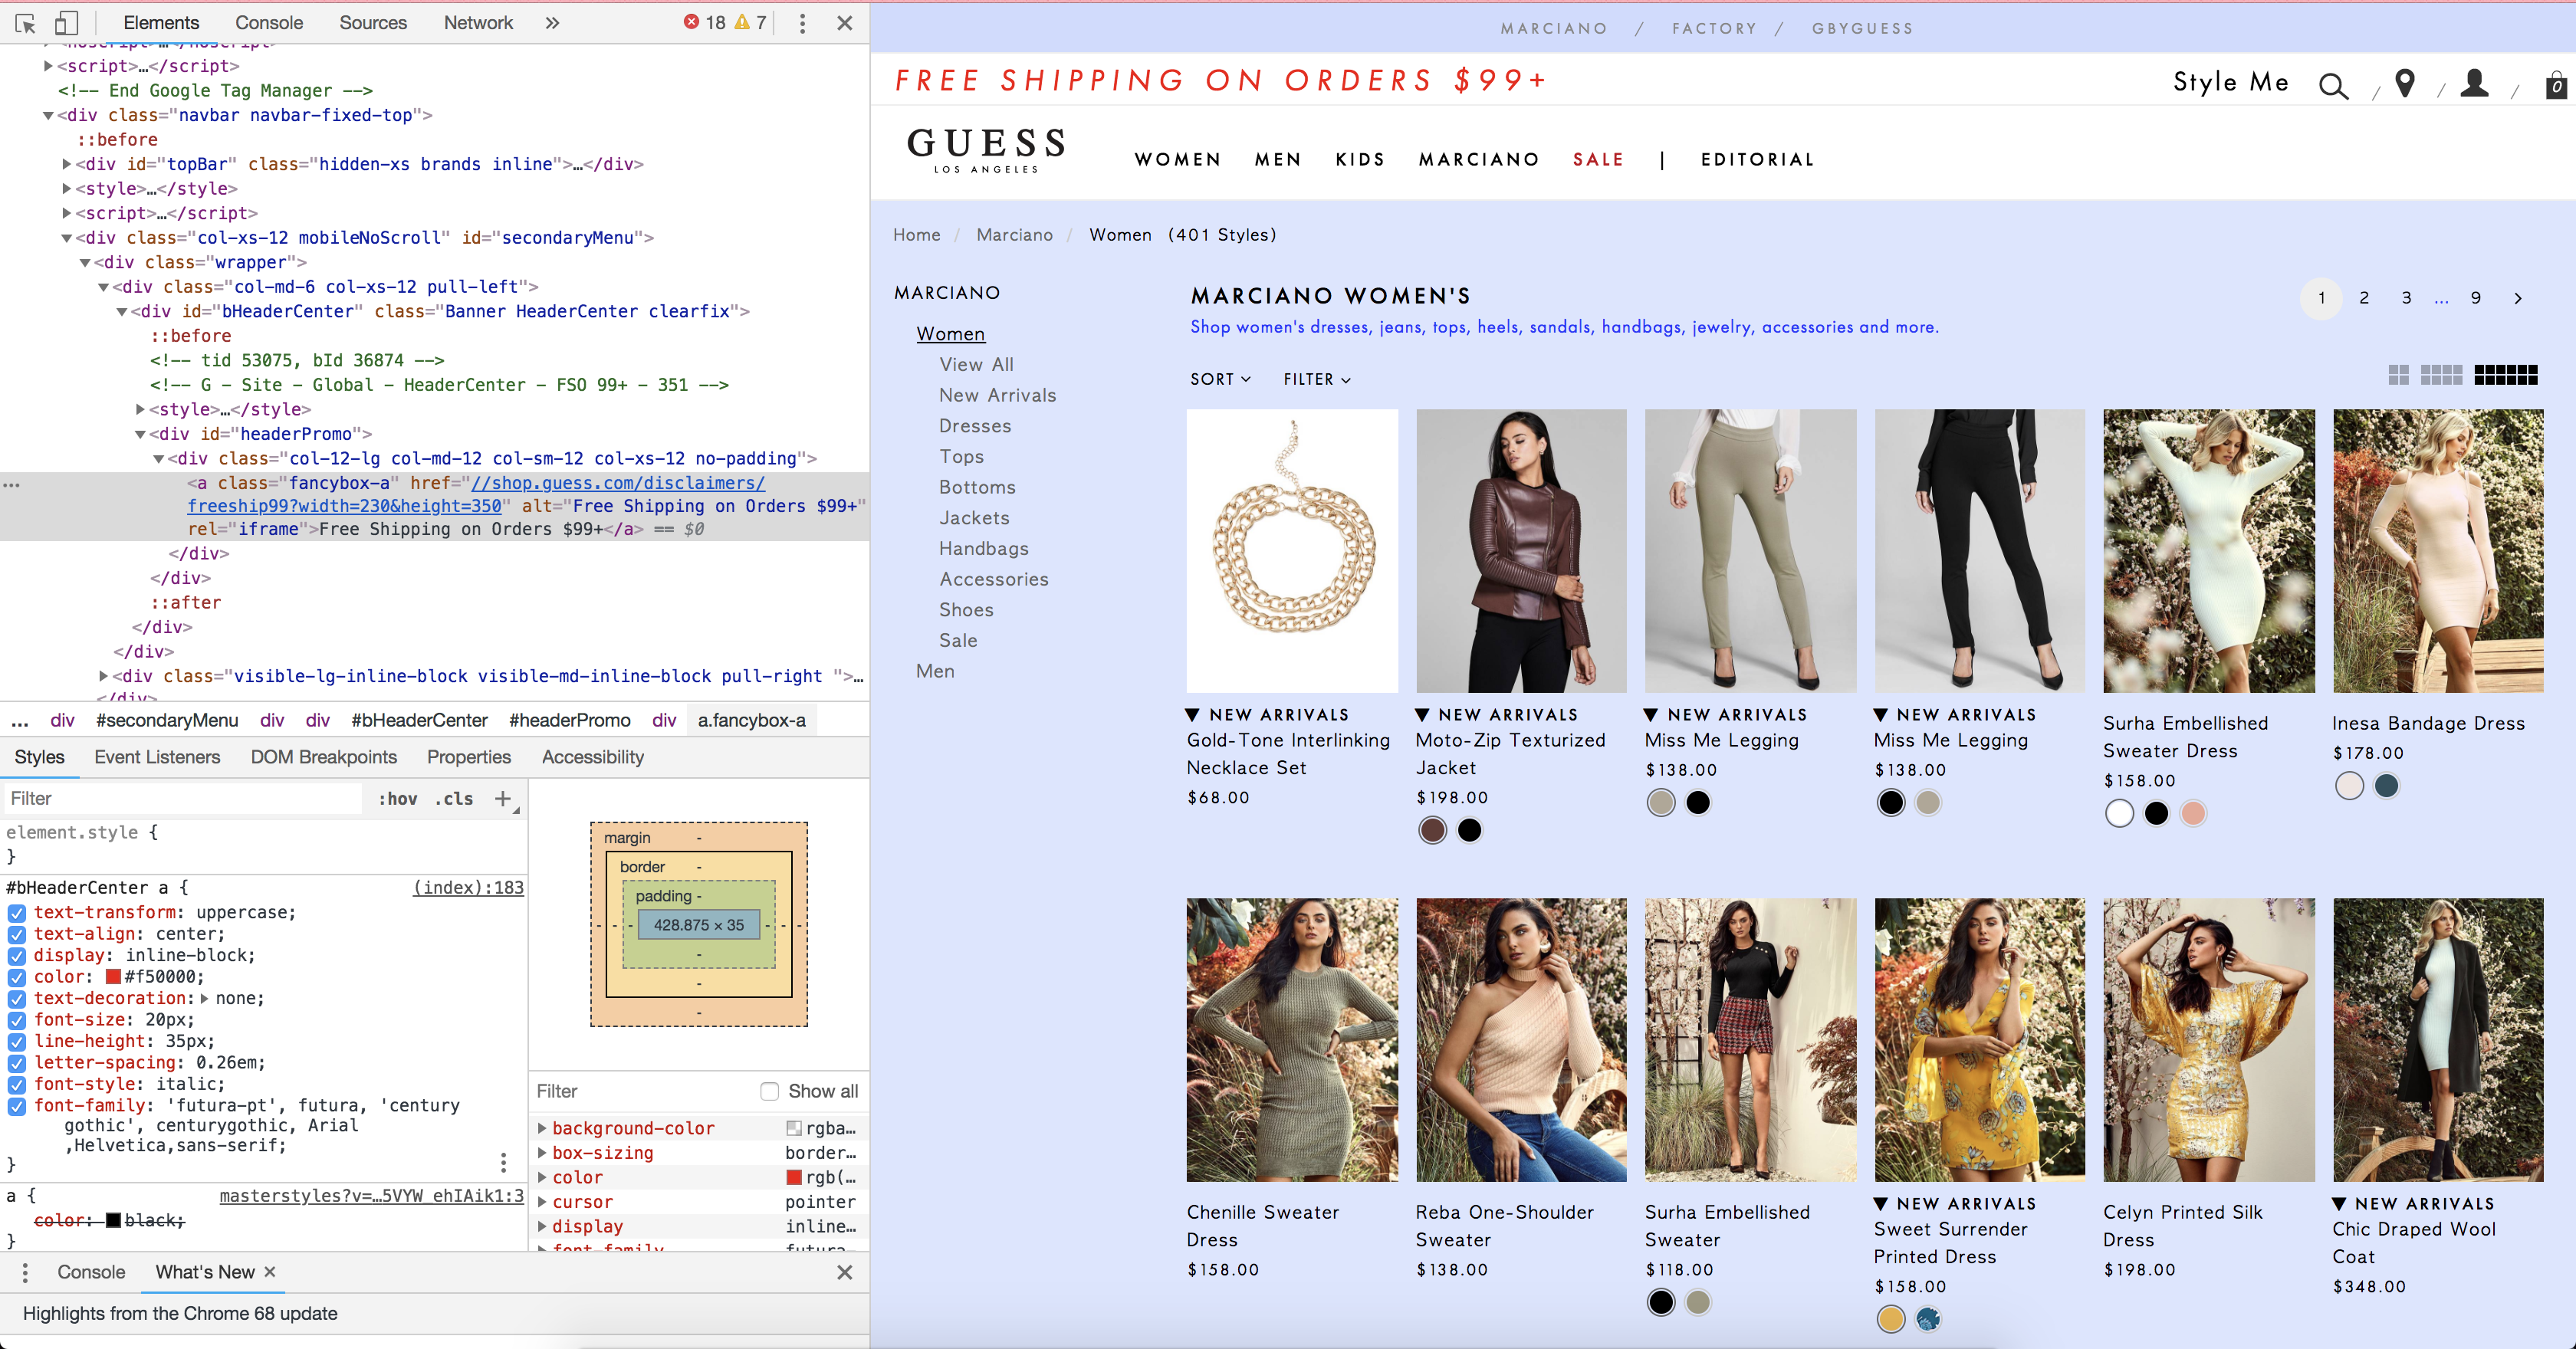 Elements Console Sources Network » 18 7
<noscript>…</noscript>
<script>…</script>
<!-- End Google Tag Manager -->
<div class="navbar navbar-fixed-top">
::before
<div id="topBar" class="hidden-xs brands inline">…</div>
<style>…</style>
<script>…</script>
<div class="col-xs-12 mobileNoScroll" id="secondaryMenu">
<div class="wrapper">
<div class="col-md-6 col-xs-12 pull-left">
<div id="bHeaderCenter" class="Banner HeaderCenter clearfix">
::before
<!-- tid 53075, bId 36874 -->
<!-- G - Site - Global - HeaderCenter - FSO 99+ - 351 -->
<style>…</style>
<div id="headerPromo">
<div class="col-12-lg col-md-12 col-sm-12 col-xs-12 no-padding">
<a class="fancybox-a" href="//shop.guess.com/disclaimers/
freeship99?width=230&height=350" alt="Free Shipping on Orders $99+"
rel="iframe">Free Shipping on Orders $99+</a> == $0
</div>
</div>
::after
</div>
</div>
<div class="visible-lg-inline-block visible-md-inline-block pull-right ">…
</div>
... div #secondaryMenu div div #bHeaderCenter #headerPromo div a.fancybox-a
Styles Event Listeners DOM Breakpoints Properties Accessibility
Filter :hov .cls +
element.style {
}
#bHeaderCenter a { (index):183
text-transform: uppercase;
text-align: center;
display: inline-block;
color: #f50000;
text-decoration: none;
font-size: 20px;
line-height: 35px;
letter-spacing: 0.26em;
font-style: italic;
font-family: 'futura-pt', futura, 'century
gothic', centurygothic, Arial
,Helvetica,sans-serif;
}
a { masterstyles?v=…5VYW_ehIAik1:3
color: black;
}
margin -
border -
padding -
- - - 428.875 × 35 - - -
-
-
-
Filter Show all
background-color rgba…
box-sizing border…
color rgb(…
cursor pointer
display inline…
font-family futura…
Console What's New ×
Highlights from the Chrome 68 update
MARCIANO / FACTORY / GBYGUESS
FREE SHIPPING ON ORDERS $99+
Style Me / / / 0
GUESS
LOS ANGELES
WOMEN MEN KIDS MARCIANO SALE | EDITORIAL
Home / Marciano / Women (401 Styles)
MARCIANO
Women
View All
New Arrivals
Dresses
Tops
Bottoms
Jackets
Handbags
Accessories
Shoes
Sale
Men
MARCIANO WOMEN'S
1 2 3 ... 9 >
Shop women's dresses, jeans, tops, heels, sandals, handbags, jewelry, accessories and more.
SORT FILTER
▼ NEW ARRIVALS
Gold-Tone Interlinking
Necklace Set
$68.00
▼ NEW ARRIVALS
Moto-Zip Texturized
Jacket
$198.00
▼ NEW ARRIVALS
Miss Me Legging
$138.00
▼ NEW ARRIVALS
Miss Me Legging
$138.00
Surha Embellished
Sweater Dress
$158.00
Inesa Bandage Dress
$178.00
Chenille Sweater
Dress
$158.00
Reba One-Shoulder
Sweater
$138.00
Surha Embellished
Sweater
$118.00
▼ NEW ARRIVALS
Sweet Surrender
Printed Dress
$158.00
Celyn Printed Silk
Dress
$198.00
▼ NEW ARRIVALS
Chic Draped Wool
Coat
$348.00